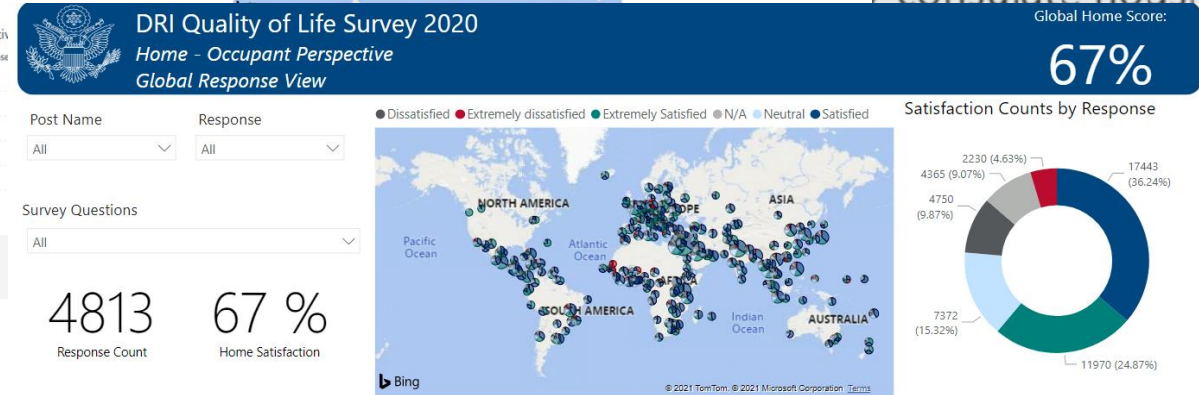 DRI Quality of Life Survey 2020
Home - Occupant Perspective
Global Response View
Global Home Score:
67%
Post Name
All
Response
All
Survey Questions
All
4813
Response Count
67 %
Home Satisfaction
Dissatisfied Extremely dissatisfied Extremely Satisfied N/A Neutral Satisfied
NORTH AMERICA
ASIA
Pacific
Ocean
Atlantic
Ocean
AFRICA
SOUTH AMERICA
Indian
Ocean
AUSTRALIA
Bing
© 2021 TomTom, © 2021 Microsoft Corporation Terms
Satisfaction Counts by Response
2230 (4.63%)
4365 (9.07%)
4750
(9.87%)
7372
(15.32%)
11970 (24.87%)
17443
(36.24%)